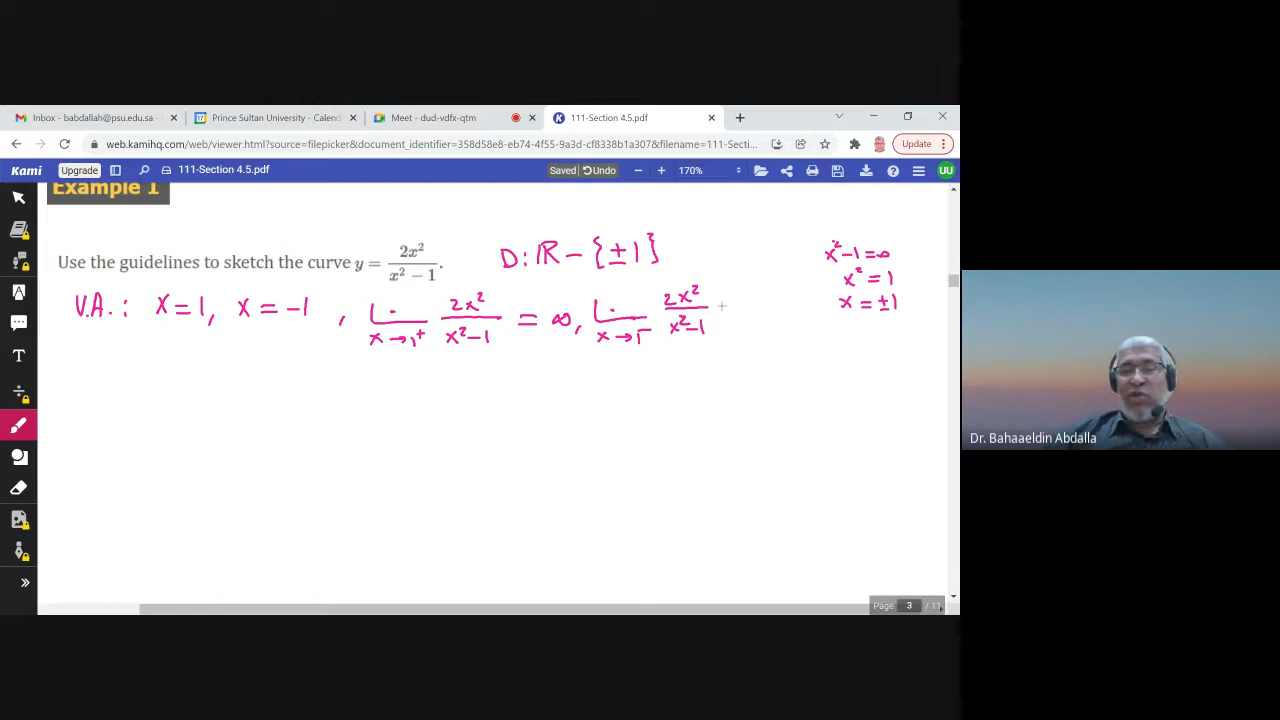 Inbox - babdallah@psu.edu.sa -
Prince Sultan University - Calend
Meet - dud-vdfx-qtm
111-Section 4.5.pdf
web.kamihq.com/web/viewer.html?source=filepicker&document_identifier=358d58e8-eb74-4f55-9a3d-cf8338b1a307&filename=111-Secti...
Update
Kami
Upgrade
111-Section 4.5.pdf
Saved
Undo
170%
UU
Example 1
Use the guidelines to sketch the curve y = 2x²/(x² − 1).
D: ℝ − {±1}
x²−1=0
x² = 1
x = ±1
V.A.: x = 1, x = −1, lim x→1⁺ 2x²/(x²−1) = ∞, lim x→1⁻ 2x²/(x²−1)
Dr. Bahaaeldin Abdalla
Page 3 / 11